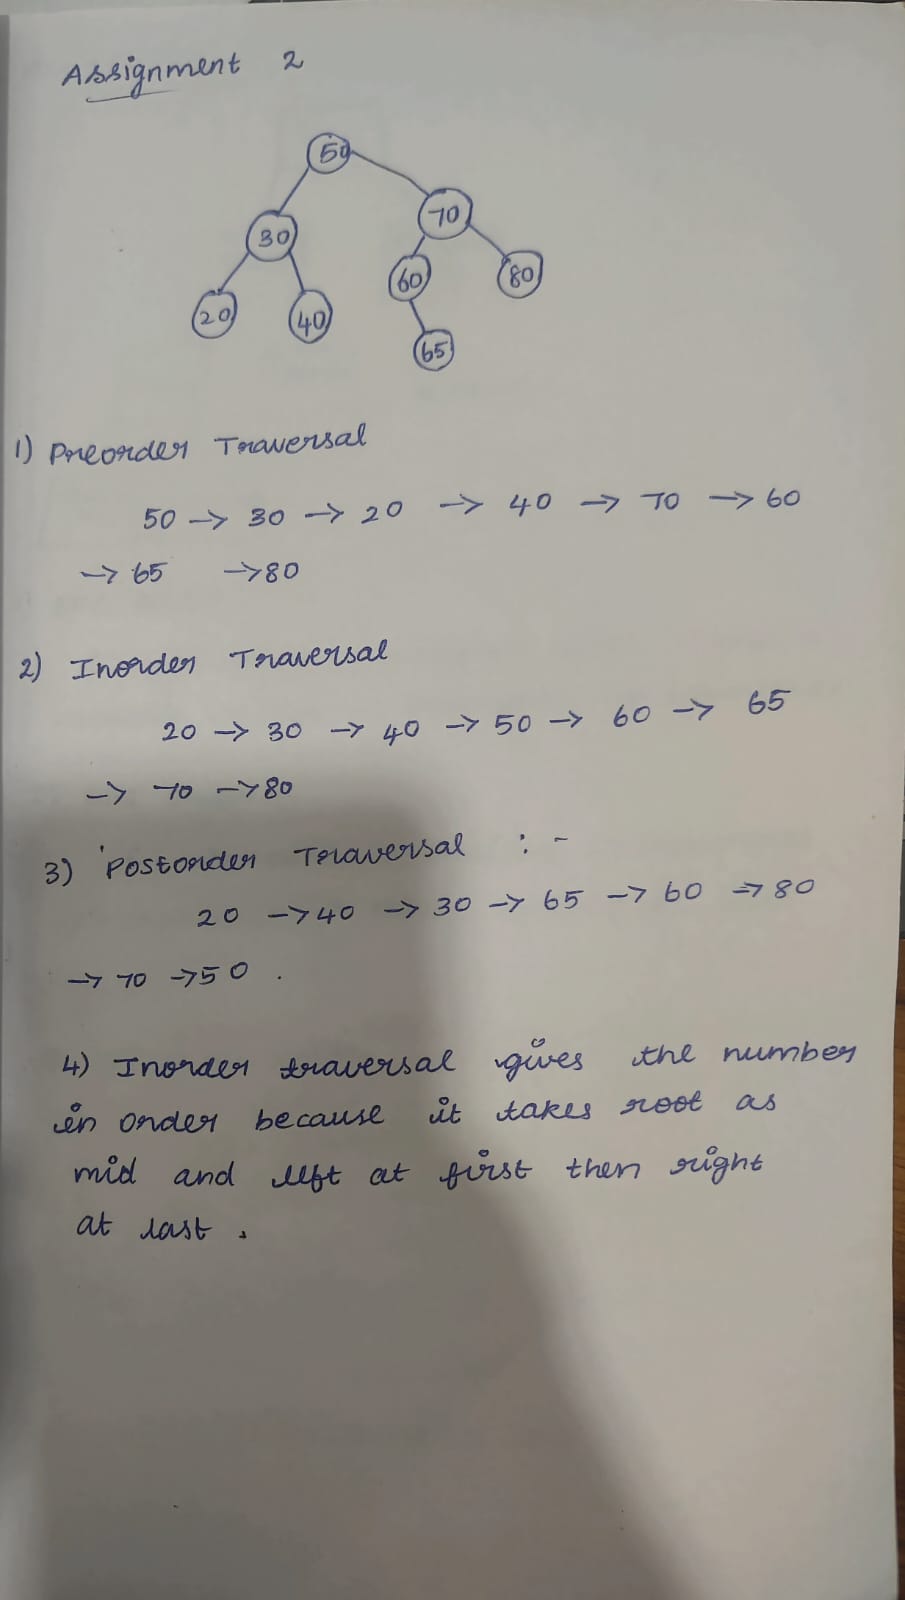 Assignment 2
50
70
30
60
80
20
40
65
1) Preorder Traversal
50 → 30 → 20 → 40 → 70 → 60
→ 65 → 80
2) Inorder Traversal
20 → 30 → 40 → 50 → 60 → 65
→ 70 → 80
3) Postorder Traversal : -
20 → 40 → 30 → 65 → 60 → 80
→ 70 → 50 .
4) Inorder traversal gives the number
in order because it takes root as
mid and left at first then right
at last .